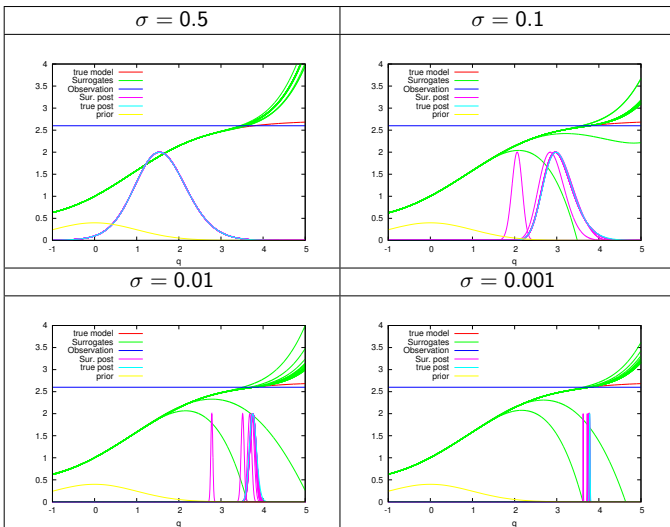 σ = 0.5
σ = 0.1
4
3.5
3
2.5
2
1.5
1
0.5
0
-1 0 1 2 3 4 5
q
true model
Surrogates
Observation
Sur. post
true post
prior
4
3.5
3
2.5
2
1.5
1
0.5
0
-1 0 1 2 3 4 5
q
true model
Surrogates
Observation
Sur. post
true post
prior
σ = 0.01
σ = 0.001
4
3.5
3
2.5
2
1.5
1
0.5
0
-1 0 1 2 3 4 5
q
true model
Surrogates
Observation
Sur. post
true post
prior
4
3.5
3
2.5
2
1.5
1
0.5
0
-1 0 1 2 3 4 5
q
true model
Surrogates
Observation
Sur. post
true post
prior